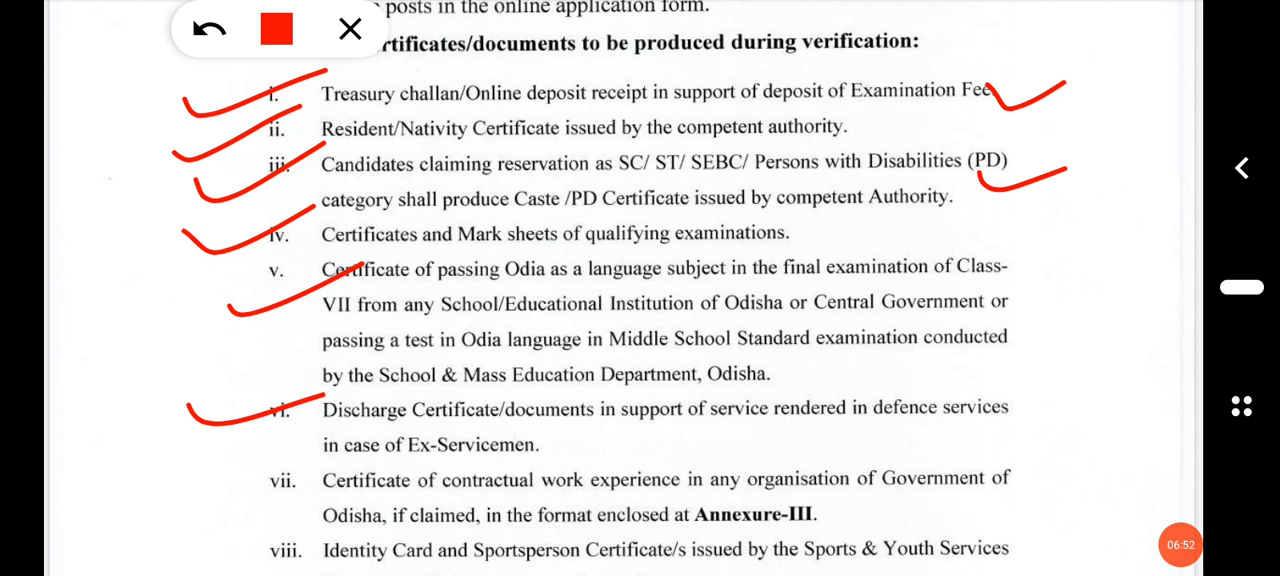 posts in the online application form.
rtificates/documents to be produced during verification:
i. Treasury challan/Online deposit receipt in support of deposit of Examination Fee.
ii. Resident/Nativity Certificate issued by the competent authority.
iii. Candidates claiming reservation as SC/ ST/ SEBC/ Persons with Disabilities (PD)
category shall produce Caste /PD Certificate issued by competent Authority.
iv. Certificates and Mark sheets of qualifying examinations.
v. Certificate of passing Odia as a language subject in the final examination of Class-
VII from any School/Educational Institution of Odisha or Central Government or
passing a test in Odia language in Middle School Standard examination conducted
by the School & Mass Education Department, Odisha.
vi. Discharge Certificate/documents in support of service rendered in defence services
in case of Ex-Servicemen.
vii. Certificate of contractual work experience in any organisation of Government of
Odisha, if claimed, in the format enclosed at Annexure-III.
viii. Identity Card and Sportsperson Certificate/s issued by the Sports & Youth Services
06:52